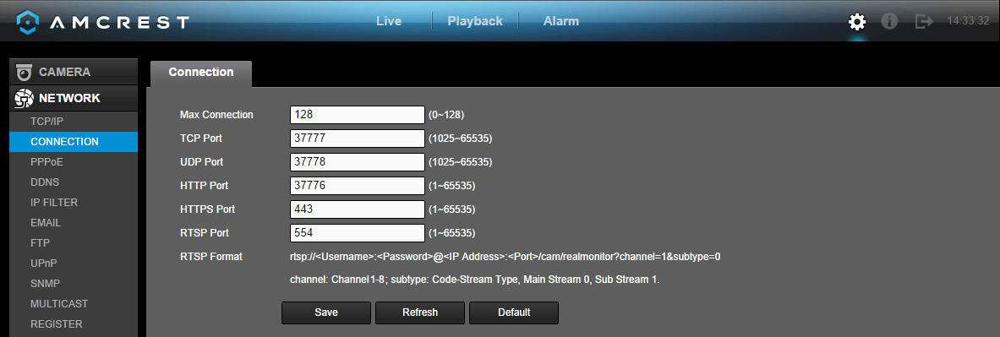 AMCREST Live Playback Alarm 14:33:32
CAMERA
NETWORK
TCP/IP
CONNECTION
PPPoE
DDNS
IP FILTER
EMAIL
FTP
UPnP
SNMP
MULTICAST
REGISTER
Connection
Max Connection 128 (0~128)
TCP Port 37777 (1025~65535)
UDP Port 37778 (1025~65535)
HTTP Port 37776 (1~65535)
HTTPS Port 443 (1~65535)
RTSP Port 554 (1~65535)
RTSP Format rtsp://<Username>:<Password>@<IP Address>:<Port>/cam/realmonitor?channel=1&subtype=0
channel: Channel1-8; subtype: Code-Stream Type, Main Stream 0, Sub Stream 1.
Save Refresh Default